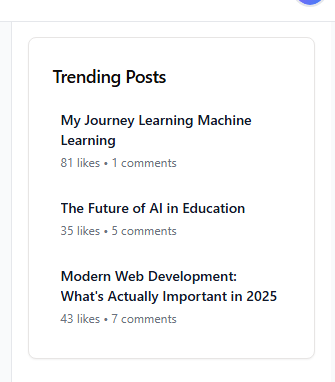 Trending Posts
My Journey Learning Machine
Learning
81 likes • 1 comments
The Future of AI in Education
35 likes • 5 comments
Modern Web Development:
What's Actually Important in 2025
43 likes • 7 comments